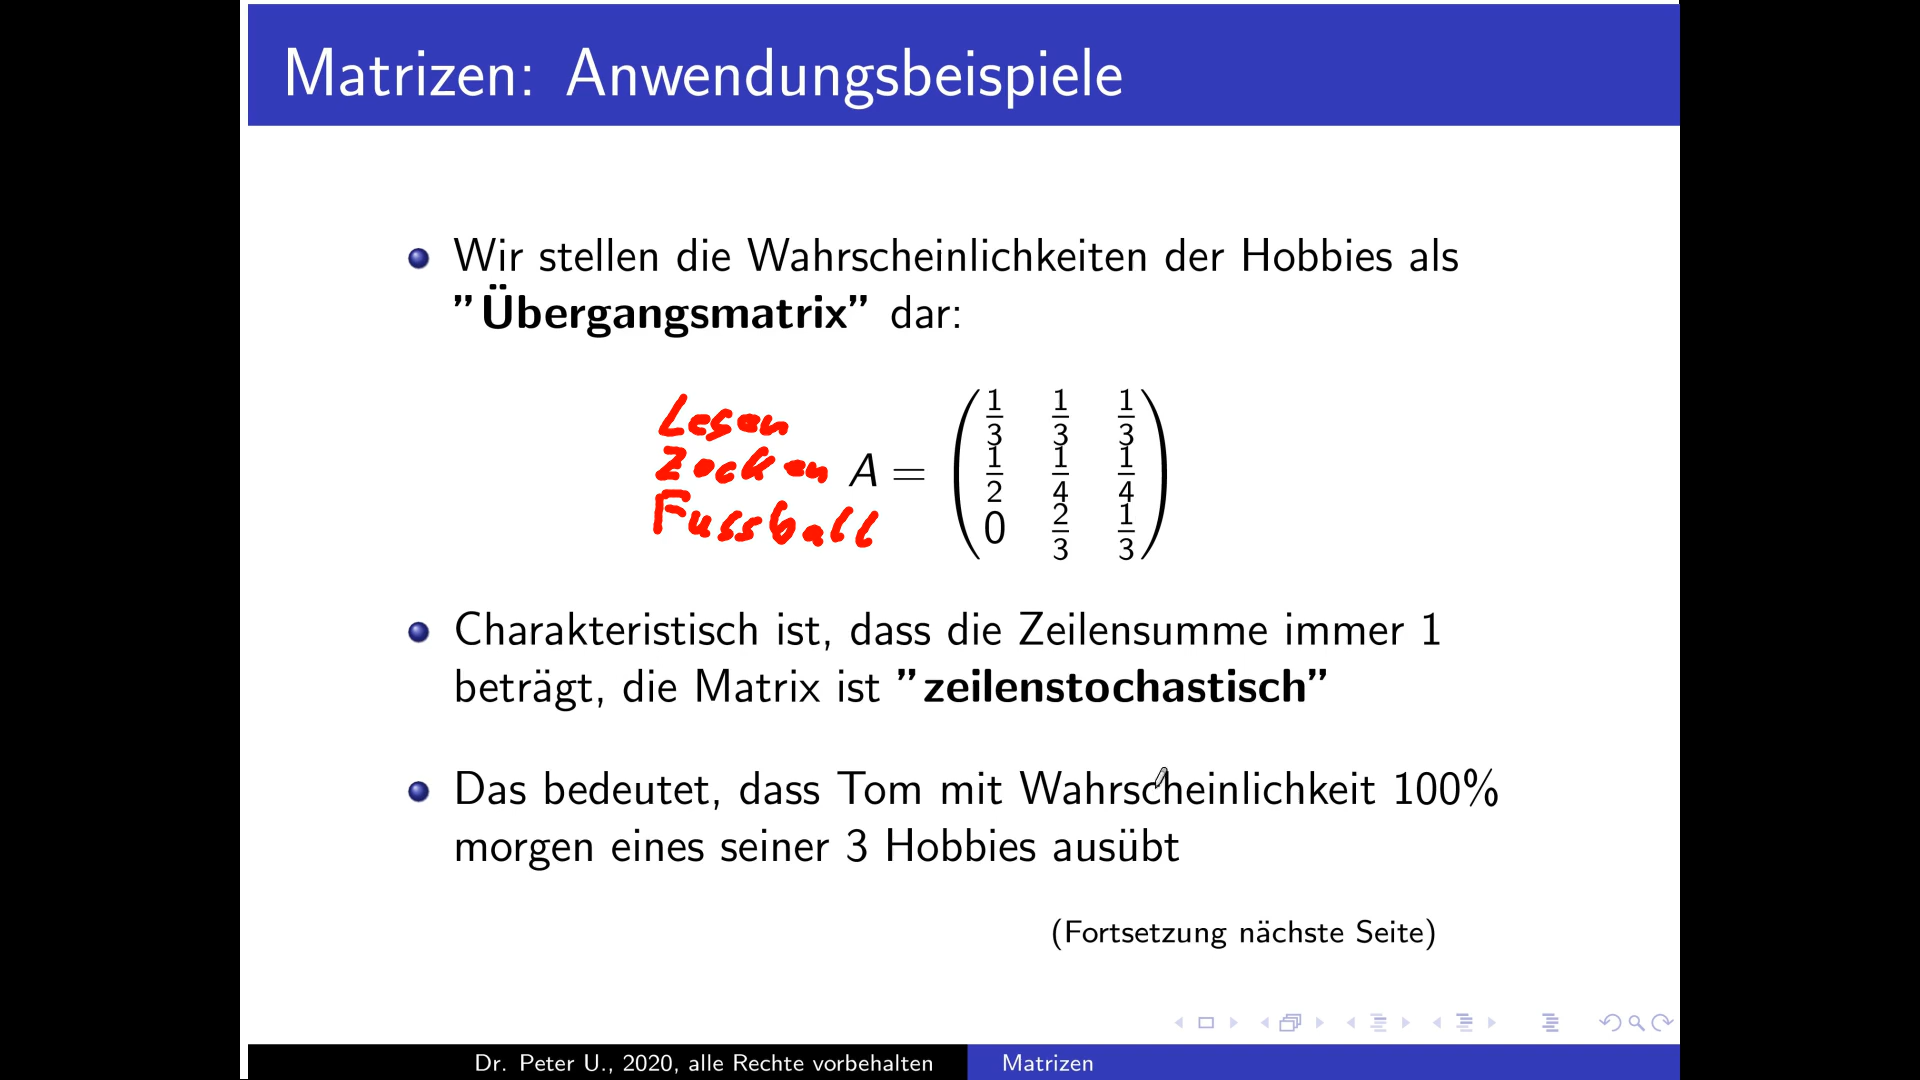 Matrizen: Anwendungsbeispiele
Wir stellen die Wahrscheinlichkeiten der Hobbies als
"Übergangsmatrix" dar:
Lesen
Zocken
Fussball
A = ( 1/3 1/3 1/3
1/2 1/4 1/4
0 2/3 1/3 )
Charakteristisch ist, dass die Zeilensumme immer 1
beträgt, die Matrix ist "zeilenstochastisch"
Das bedeutet, dass Tom mit Wahrscheinlichkeit 100%
morgen eines seiner 3 Hobbies ausübt
(Fortsetzung nächste Seite)
Dr. Peter U., 2020, alle Rechte vorbehalten
Matrizen